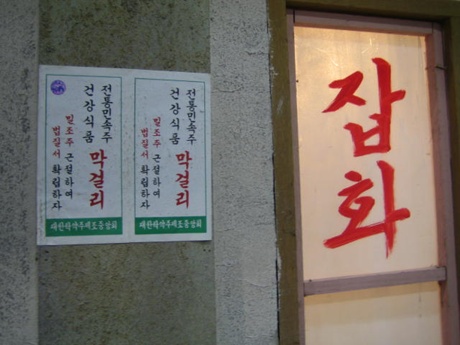 전통민속주
건강식품
막걸리
밀조주 근절하여
법질서 확립하자
전통민속주
건강식품
막걸리
밀조주 근절하여
법질서 확립하자
잡화